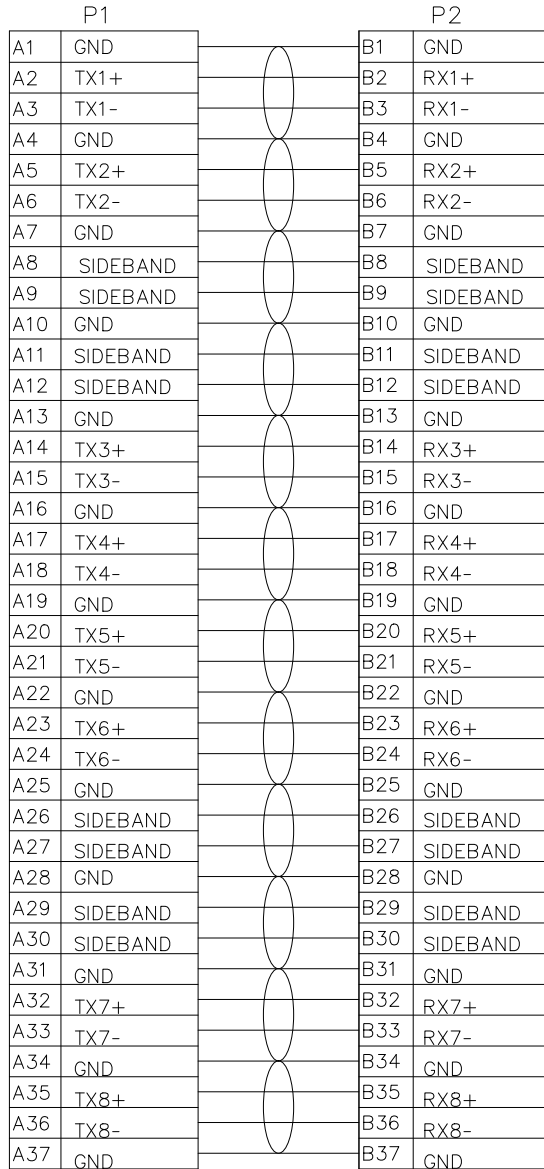 P1 P2
A1 GND B1 GND
A2 TX1+ B2 RX1+
A3 TX1- B3 RX1-
A4 GND B4 GND
A5 TX2+ B5 RX2+
A6 TX2- B6 RX2-
A7 GND B7 GND
A8 SIDEBAND B8 SIDEBAND
A9 SIDEBAND B9 SIDEBAND
A10 GND B10 GND
A11 SIDEBAND B11 SIDEBAND
A12 SIDEBAND B12 SIDEBAND
A13 GND B13 GND
A14 TX3+ B14 RX3+
A15 TX3- B15 RX3-
A16 GND B16 GND
A17 TX4+ B17 RX4+
A18 TX4- B18 RX4-
A19 GND B19 GND
A20 TX5+ B20 RX5+
A21 TX5- B21 RX5-
A22 GND B22 GND
A23 TX6+ B23 RX6+
A24 TX6- B24 RX6-
A25 GND B25 GND
A26 SIDEBAND B26 SIDEBAND
A27 SIDEBAND B27 SIDEBAND
A28 GND B28 GND
A29 SIDEBAND B29 SIDEBAND
A30 SIDEBAND B30 SIDEBAND
A31 GND B31 GND
A32 TX7+ B32 RX7+
A33 TX7- B33 RX7-
A34 GND B34 GND
A35 TX8+ B35 RX8+
A36 TX8- B36 RX8-
A37 GND B37 GND